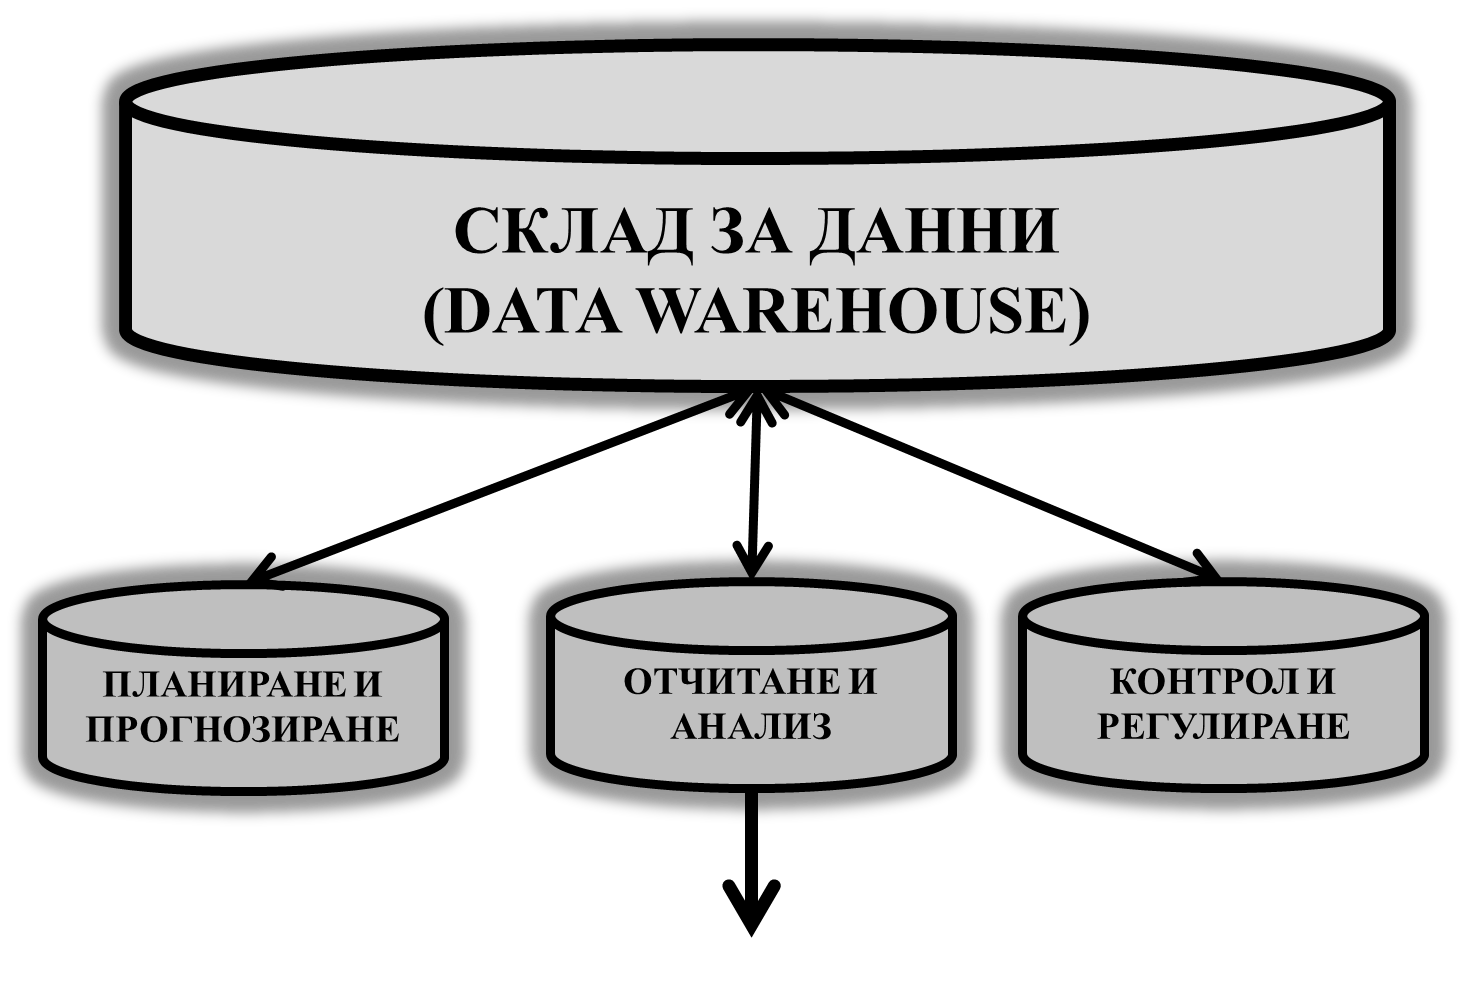 СКЛАД ЗА ДАННИ
(DATA WAREHOUSE)
ПЛАНИРАНЕ И
ПРОГНОЗИРАНЕ
ОТЧИТАНЕ И
АНАЛИЗ
КОНТРОЛ И
РЕГУЛИРАНЕ